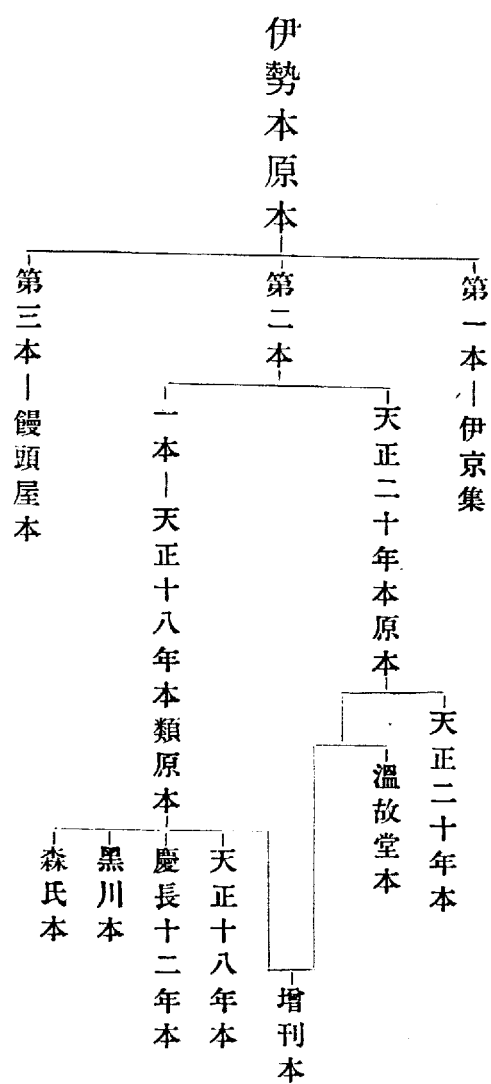 伊勢本原本
第一本―伊京集
第二本
第三本―饅頭屋本
天正二十年本原本
一本―天正十八年本類原本
天正二十年本
溫故堂本
增刊本
天正十八年本
慶長十二年本
黑川本
森氏本